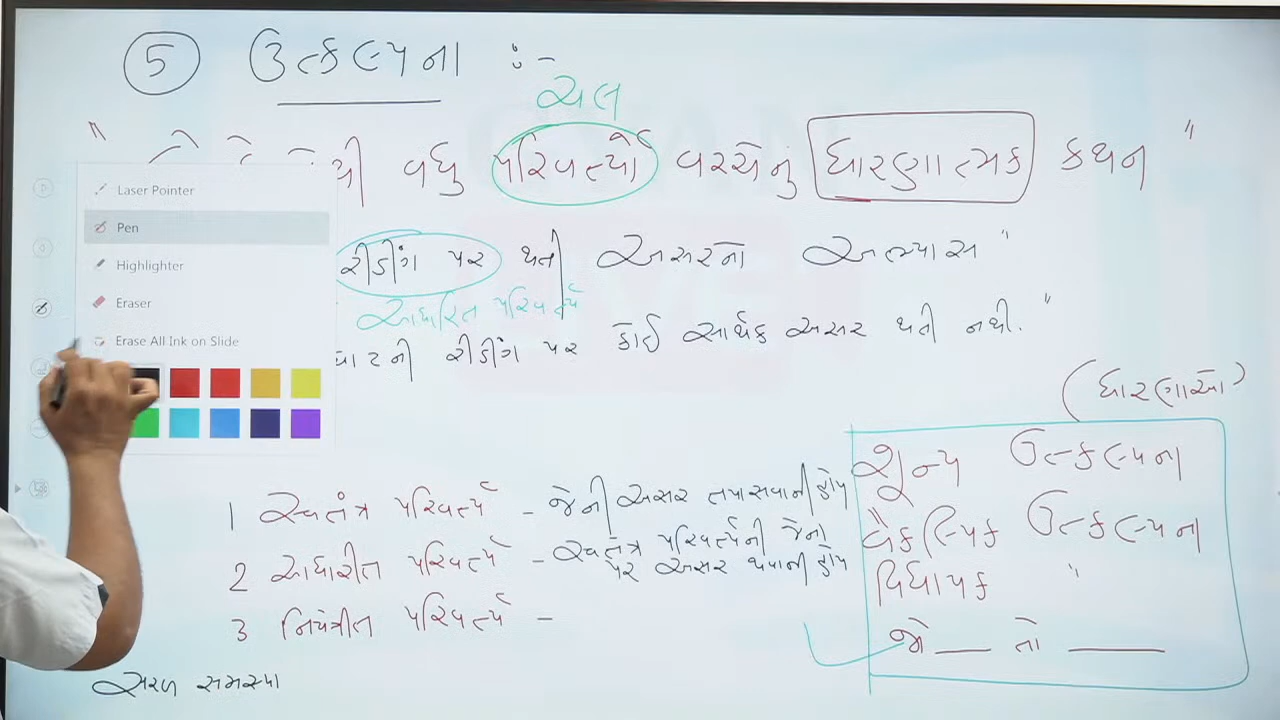 ૫ ઉત્કલ્પના :-
ચલ
" વધુ પરિવર્ત્યો વચ્ચેનું ધારણાત્મક કથન "
Laser Pointer
Pen
Highlighter
Eraser
Erase All Ink on Slide
રીડીંગ પર થતી અસરના અભ્યાસ"
આધારિત પરિવર્ત્ય
રીડીંગ પર કોઈ સાર્થક અસર થતી નથી."
(ધારણાઓ)
શૂન્ય ઉત્કલ્પના
વૈકલ્પિક ઉત્કલ્પના
વિધાયક "
જો ___ તો ___
1 સ્વતંત્ર પરિવર્ત્ય - જેની અસર તપાસવાની હોય
2 આધારીત પરિવર્ત્ય - સ્વતંત્ર પરિવર્ત્યની જેના પર અસર થવાની હોય
3 નિયંત્રીત પરિવર્ત્ય -
સરળ સમસ્યા